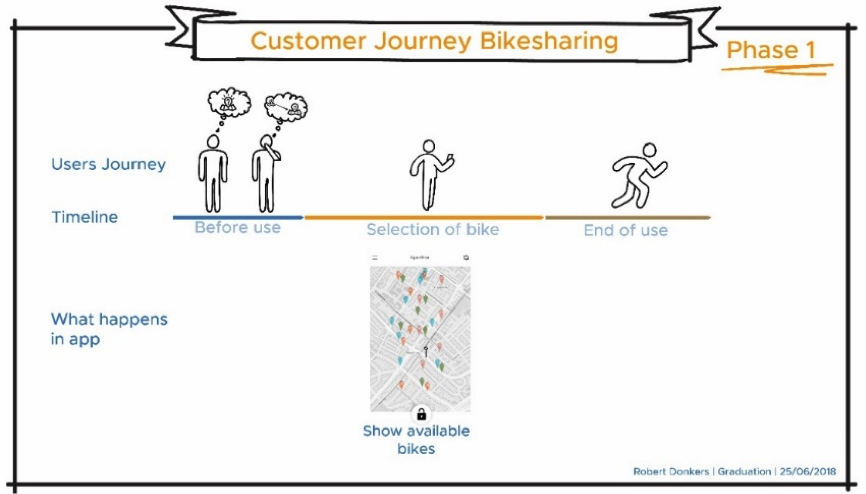 Customer Journey Bikesharing
Phase 1
Users Journey
Timeline
Before use
Selection of bike
End of use
What happens
in app
Show available
bikes
Robert Donkers | Graduation | 25/06/2018